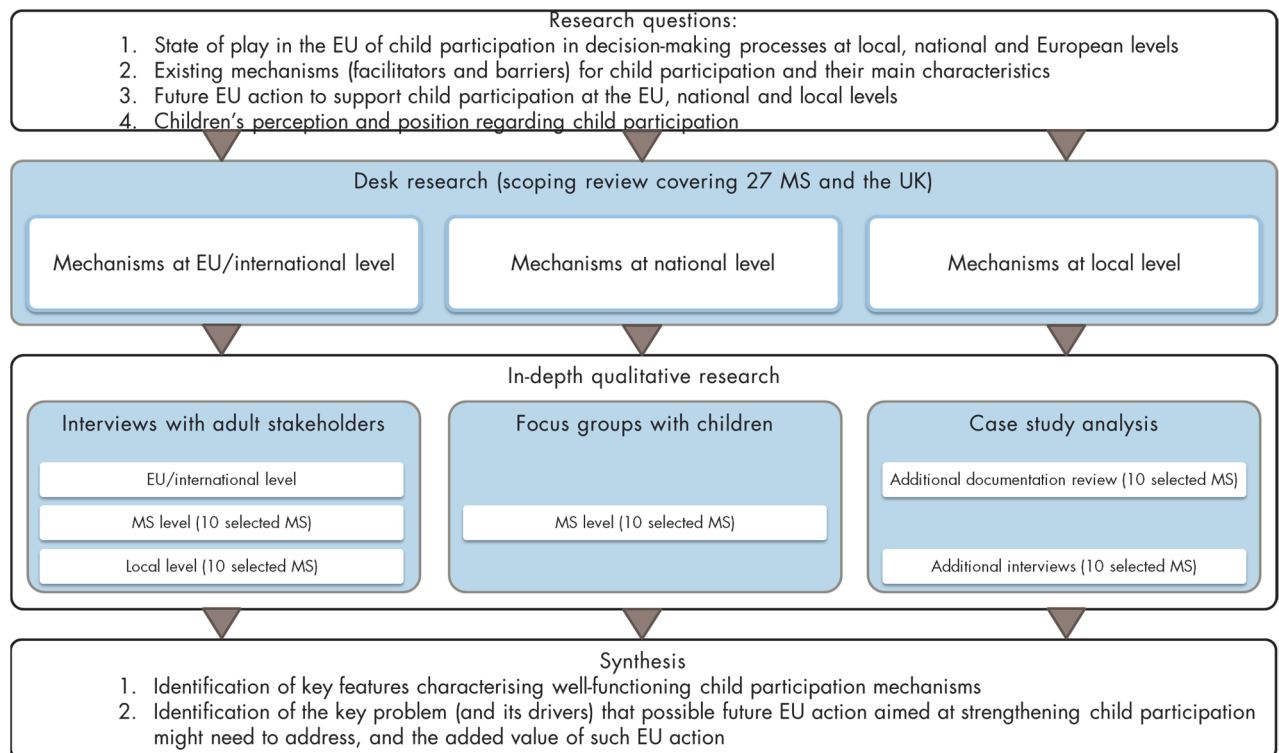 Research questions:
1. State of play in the EU of child participation in decision-making processes at local, national and European levels
2. Existing mechanisms (facilitators and barriers) for child participation and their main characteristics
3. Future EU action to support child participation at the EU, national and local levels
4. Children's perception and position regarding child participation
Desk research (scoping review covering 27 MS and the UK)
Mechanisms at EU/international level
Mechanisms at national level
Mechanisms at local level
In-depth qualitative research
Interviews with adult stakeholders
EU/international level
MS level (10 selected MS)
Local level (10 selected MS)
Focus groups with children
MS level (10 selected MS)
Case study analysis
Additional documentation review (10 selected MS)
Additional interviews (10 selected MS)
Synthesis
1. Identification of key features characterising well-functioning child participation mechanisms
2. Identification of the key problem (and its drivers) that possible future EU action aimed at strengthening child participation
might need to address, and the added value of such EU action